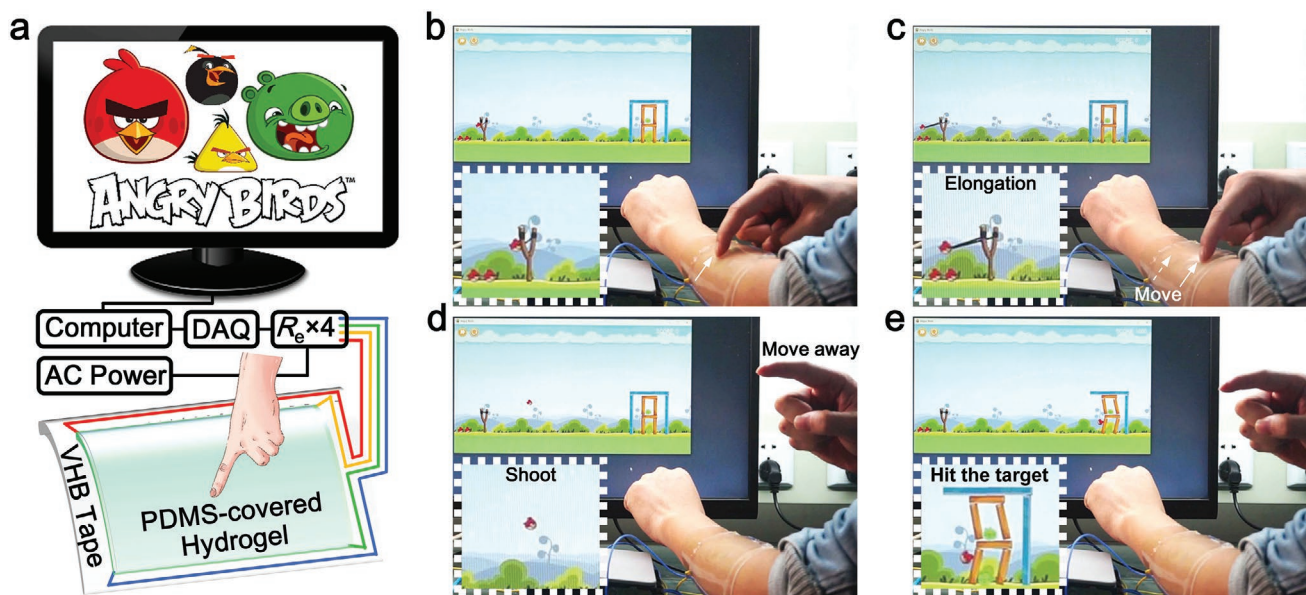 a
ANGRY BIRDS™
Computer
DAQ
Re×4
AC Power
VHB Tape
PDMS-covered
Hydrogel
b
c
Elongation
Move
d
Move away
Shoot
e
Hit the target